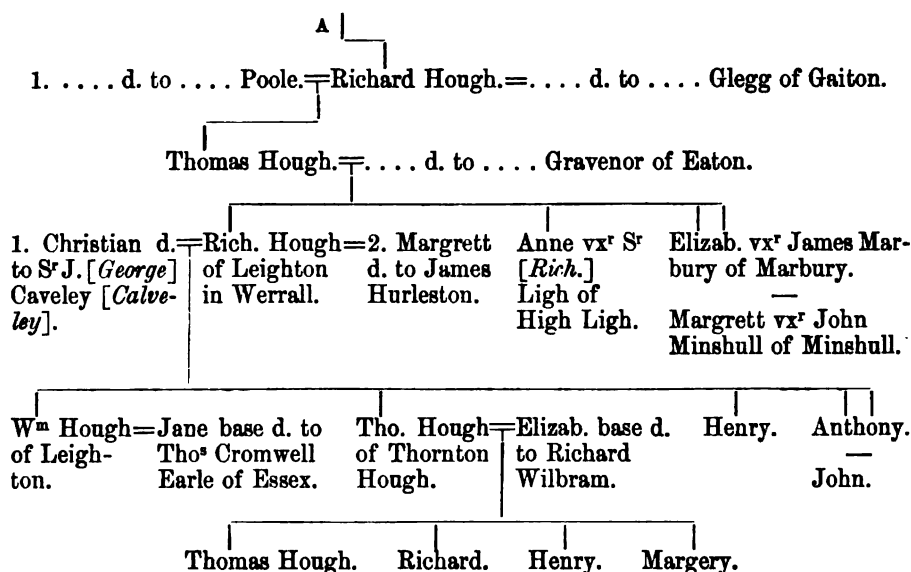 A
1. . . . . d. to . . . . Poole.=Richard Hough.=. . . . d. to . . . . Glegg of Gaiton.
Thomas Hough.=. . . . d. to . . . . Gravenor of Eaton.
1. Christian d.=Rich. Hough=2. Margrett Anne vxʳ Sʳ Elizab. vxʳ James Mar-
to Sʳ J. [George] of Leighton d. to James [Rich.] bury of Marbury.
Caveley [Calve- in Werrall. Hurleston. Ligh of —
ley]. High Ligh. Margrett vxʳ John
Minshull of Minshull.
Wᵐ Hough=Jane base d. to Tho. Hough=Elizab. base d. Henry. Anthony.
of Leigh- Thoˢ Cromwell of Thornton to Richard —
ton. Earle of Essex. Hough. Wilbram. John.
Thomas Hough. Richard. Henry. Margery.